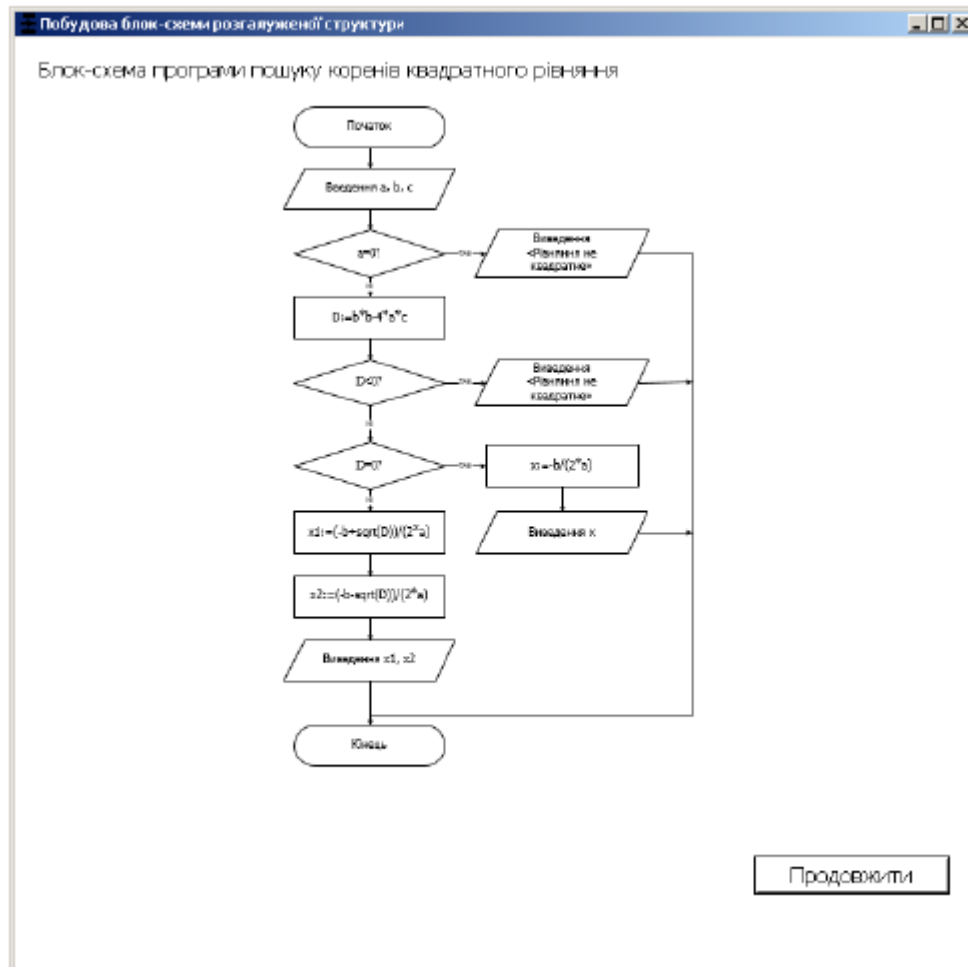 Побудова блок-схеми розгалуженої структури
Блок-схема програми пошуку коренів квадратного рівняння
Початок
Введення a, b, c
a=0?
так
Виведення
«Рівняння не
квадратне»
ні
D:=b*b-4*a*c
D<0?
так
Виведення
«Рівняння не
квадратне»
ні
D=0?
так
x:=-b/(2*a)
ні
x1:=(-b+sqrt(D))/(2*a)
Виведення x
x2:=(-b-sqrt(D))/(2*a)
Виведення x1, x2
Кінець
Продовжити